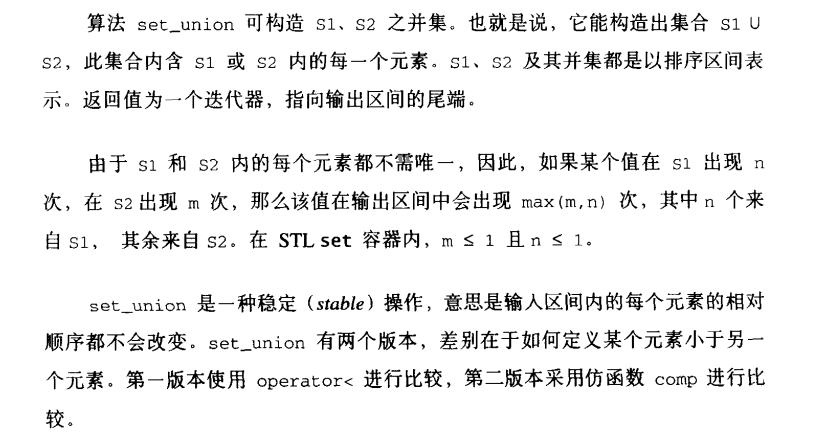 算法 set_union 可构造 S1、S2 之并集。也就是说，它能构造出集合 S1 ∪
S2，此集合内含 S1 或 S2 内的每一个元素。S1、S2 及其并集都是以排序区间表
示。返回值为一个迭代器，指向输出区间的尾端。
由于 S1 和 S2 内的每个元素都不需唯一，因此，如果某个值在 S1 出现 n
次，在 S2 出现 m 次，那么该值在输出区间中会出现 max(m,n) 次，其中 n 个来
自 S1， 其余来自 S2。在 STL set 容器内，m ≤ 1 且 n ≤ 1。
set_union 是一种稳定（stable）操作，意思是输入区间内的每个元素的相对
顺序都不会改变。set_union 有两个版本，差别在于如何定义某个元素小于另一
个元素。第一版本使用 operator< 进行比较，第二版本采用仿函数 comp 进行比
较。